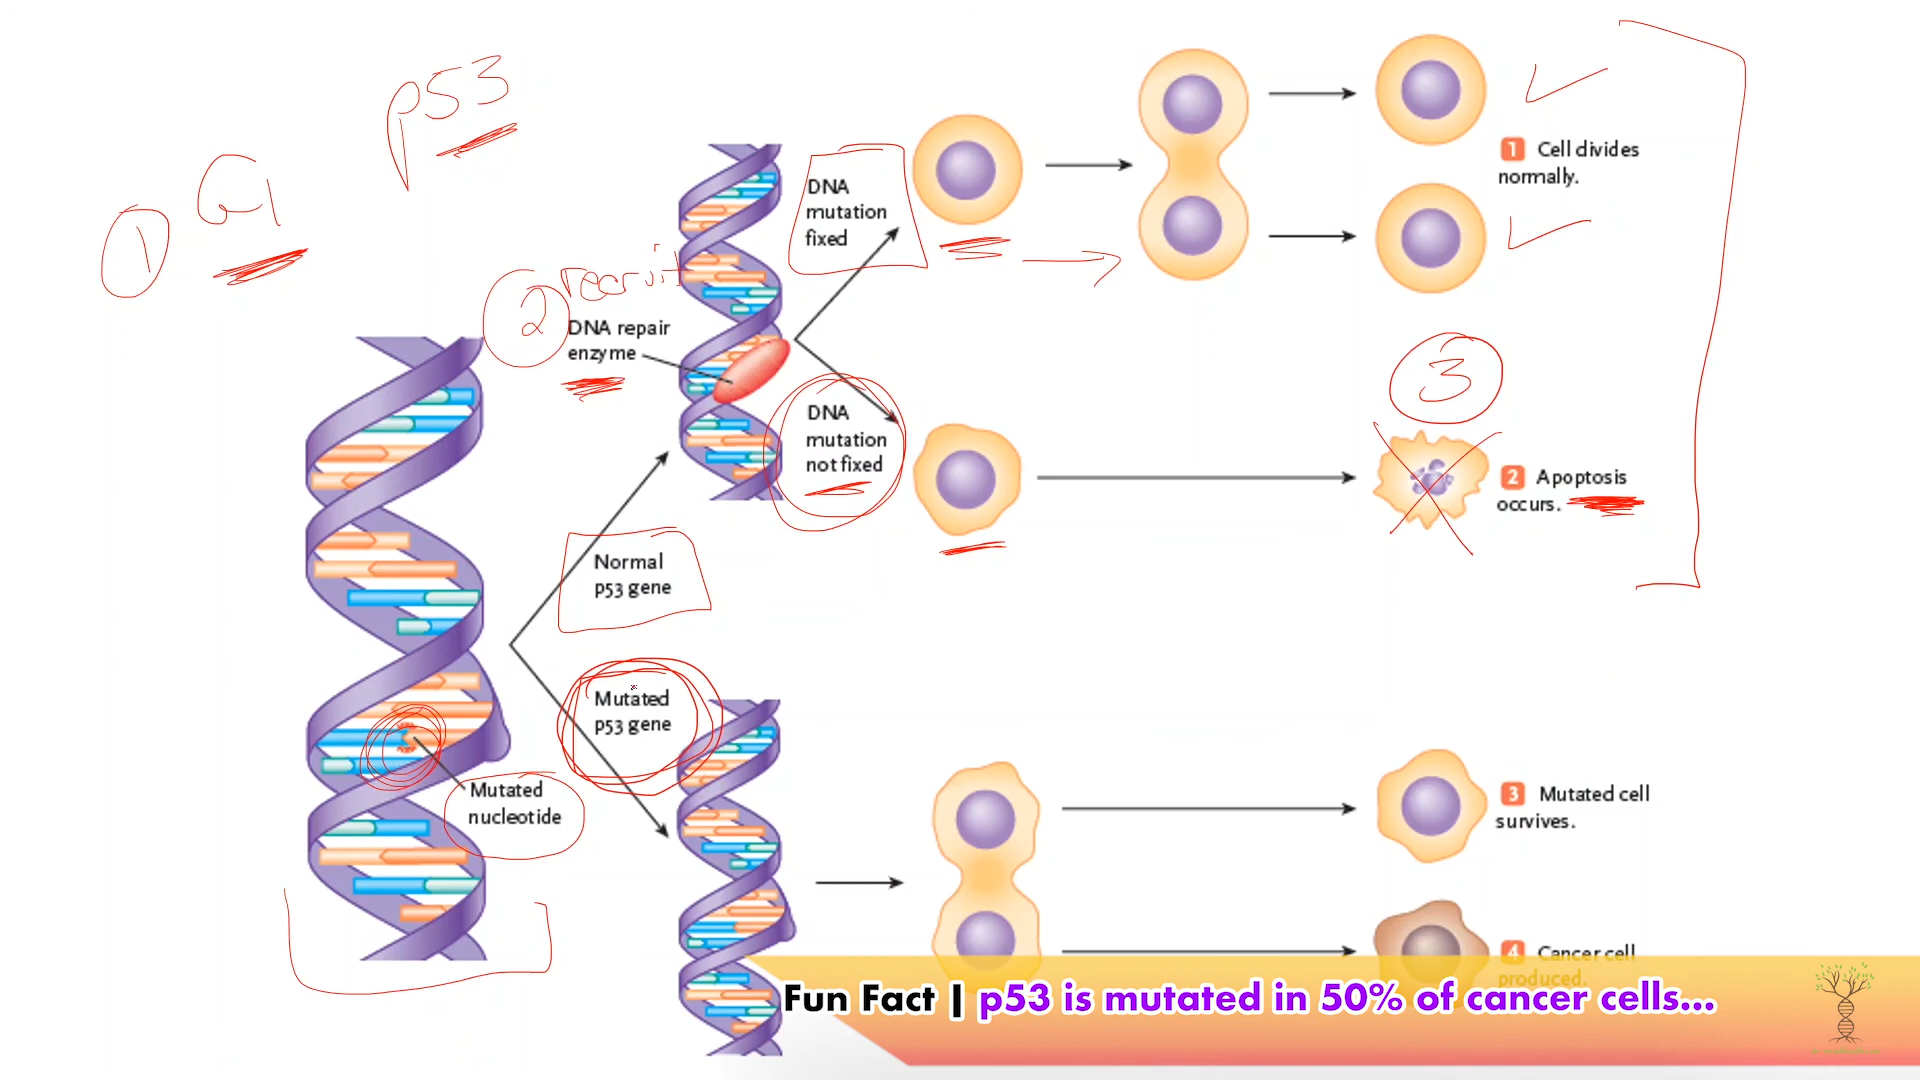 p53
① G1
② recruit
DNA repair
enzyme
DNA
mutation
fixed
1 Cell divides
normally.
DNA
mutation
not fixed
③
2 Apoptosis
occurs.
Normal
p53 gene
Mutated
p53 gene
Mutated
nucleotide
3 Mutated cell
survives.
4 Cancer cell
produced.
Fun Fact | p53 is mutated in 50% of cancer cells...